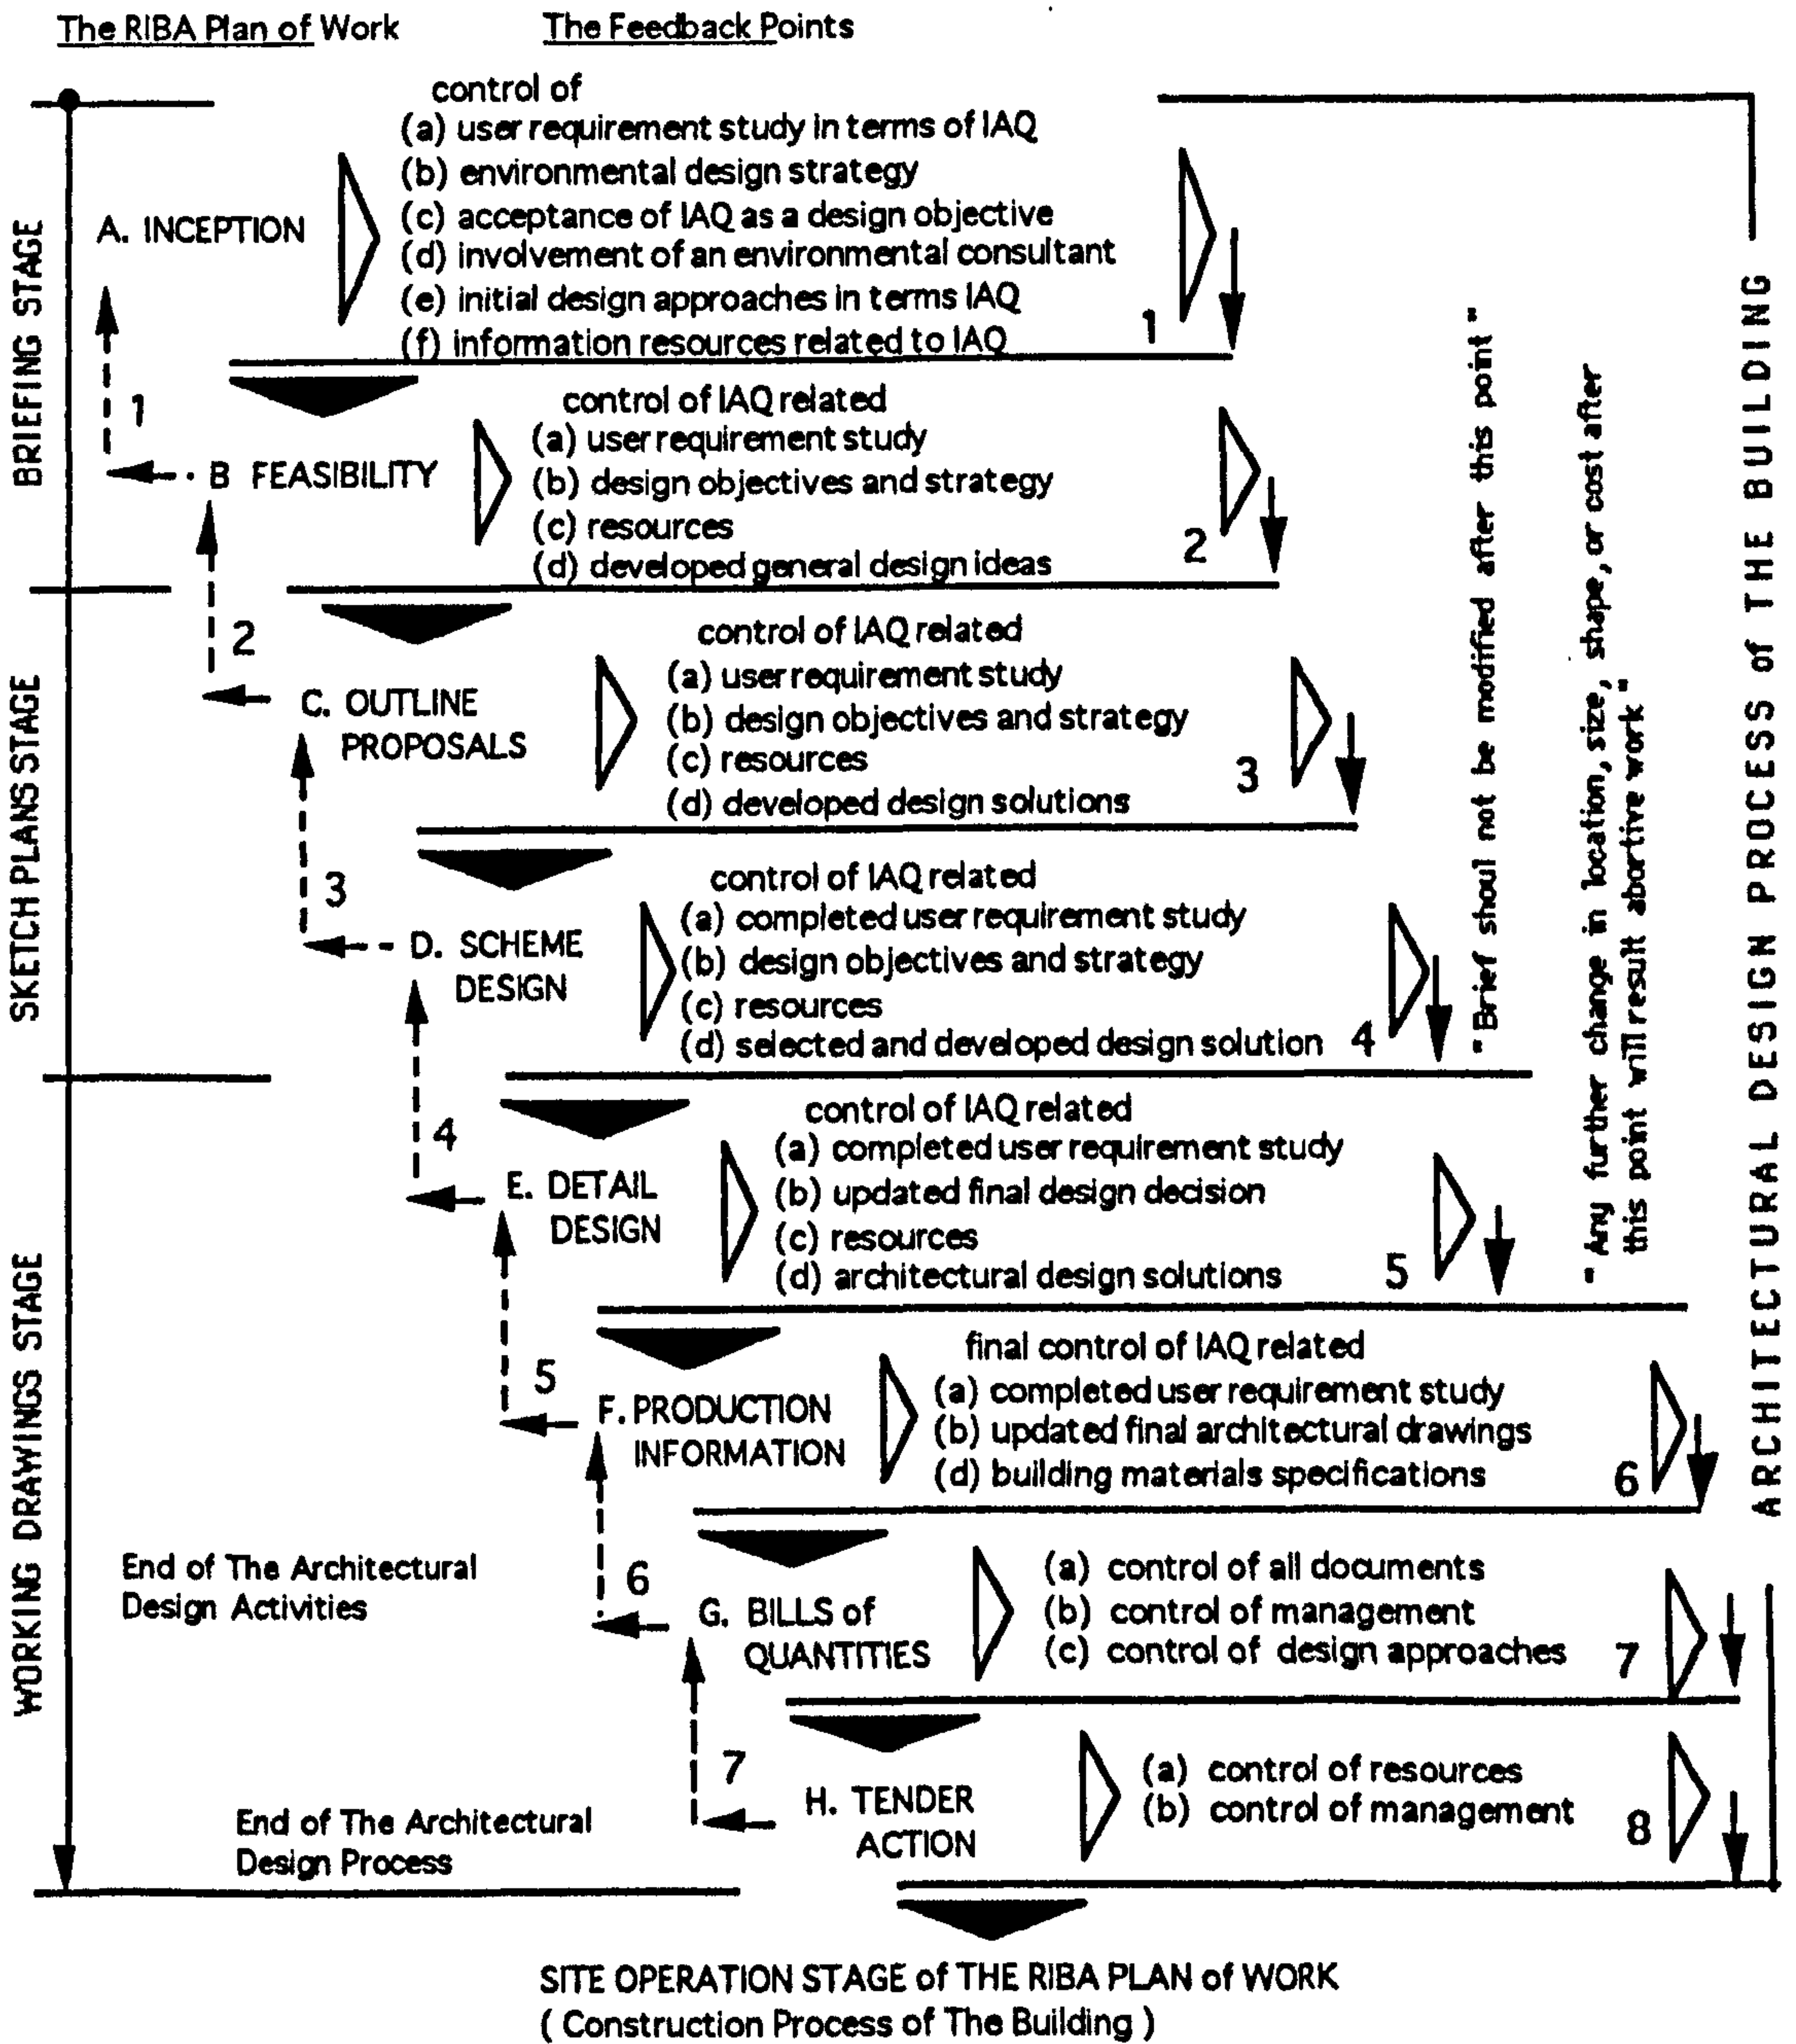 The RIBA Plan of Work
The Feedback Points
BRIEFING STAGE
A. INCEPTION
control of
(a) user requirement study in terms of IAQ
(b) environmental design strategy
(c) acceptance of IAQ as a design objective
(d) involvement of an environmental consultant
(e) initial design approaches in terms IAQ
(f) information resources related to IAQ
1
1
B FEASIBILITY
control of IAQ related
(a) user requirement study
(b) design objectives and strategy
(c) resources
(d) developed general design ideas
2
SKETCH PLANS STAGE
2
C. OUTLINE
PROPOSALS
control of IAQ related
(a) user requirement study
(b) design objectives and strategy
(c) resources
(d) developed design solutions
3
3
D. SCHEME
DESIGN
control of IAQ related
(a) completed user requirement study
(b) design objectives and strategy
(c) resources
(d) selected and developed design solution
4
"Brief shoul not be modified after this point"
WORKING DRAWINGS STAGE
4
E. DETAIL
DESIGN
control of IAQ related
(a) completed user requirement study
(b) updated final design decision
(c) resources
(d) architectural design solutions
5
"Any further change in location, size, shape, or cost after
this point will result abortive work"
5
F. PRODUCTION
INFORMATION
final control of IAQ related
(a) completed user requirement study
(b) updated final architectural drawings
(d) building materials specifications
6
End of The Architectural
Design Activities
6
G. BILLS of
QUANTITIES
(a) control of all documents
(b) control of management
(c) control of design approaches
7
7
H. TENDER
ACTION
(a) control of resources
(b) control of management
8
End of The Architectural
Design Process
ARCHITECTURAL DESIGN PROCESS of THE BUILDING
SITE OPERATION STAGE of THE RIBA PLAN of WORK
( Construction Process of The Building )